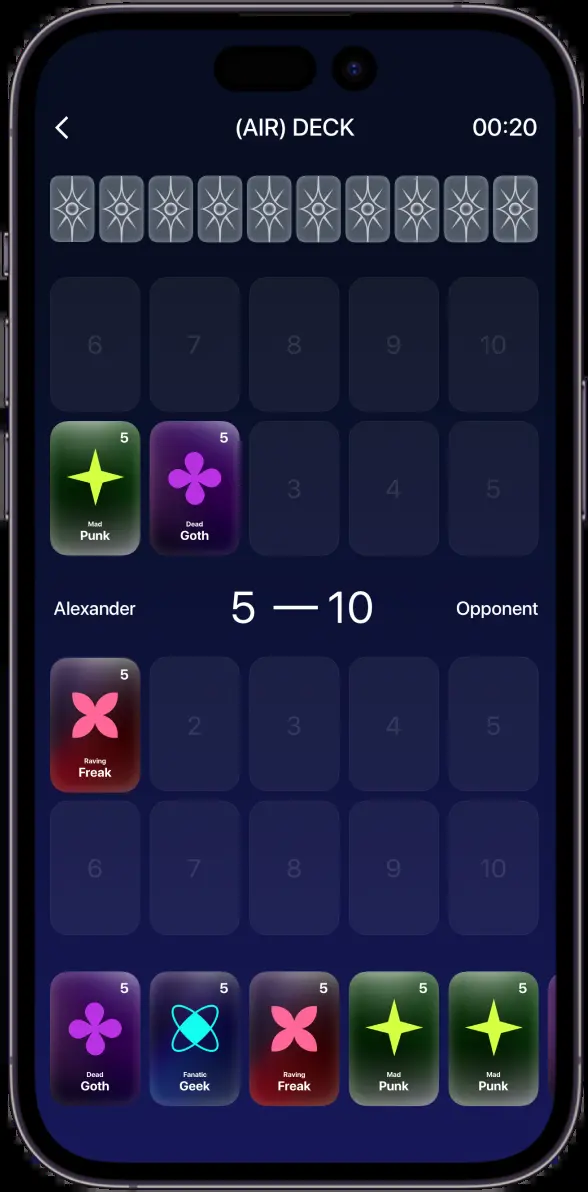 (AIR) DECK 00:20
6 7 8 9 10
5 5 3 4 5
Mad Dead
Punk Goth
Alexander 5 — 10 Opponent
5 2 3 4 5
Raving
Freak
6 7 8 9 10
5 5 5 5 5
Dead Fanatic Raving Mad Mad
Goth Geek Freak Punk Punk